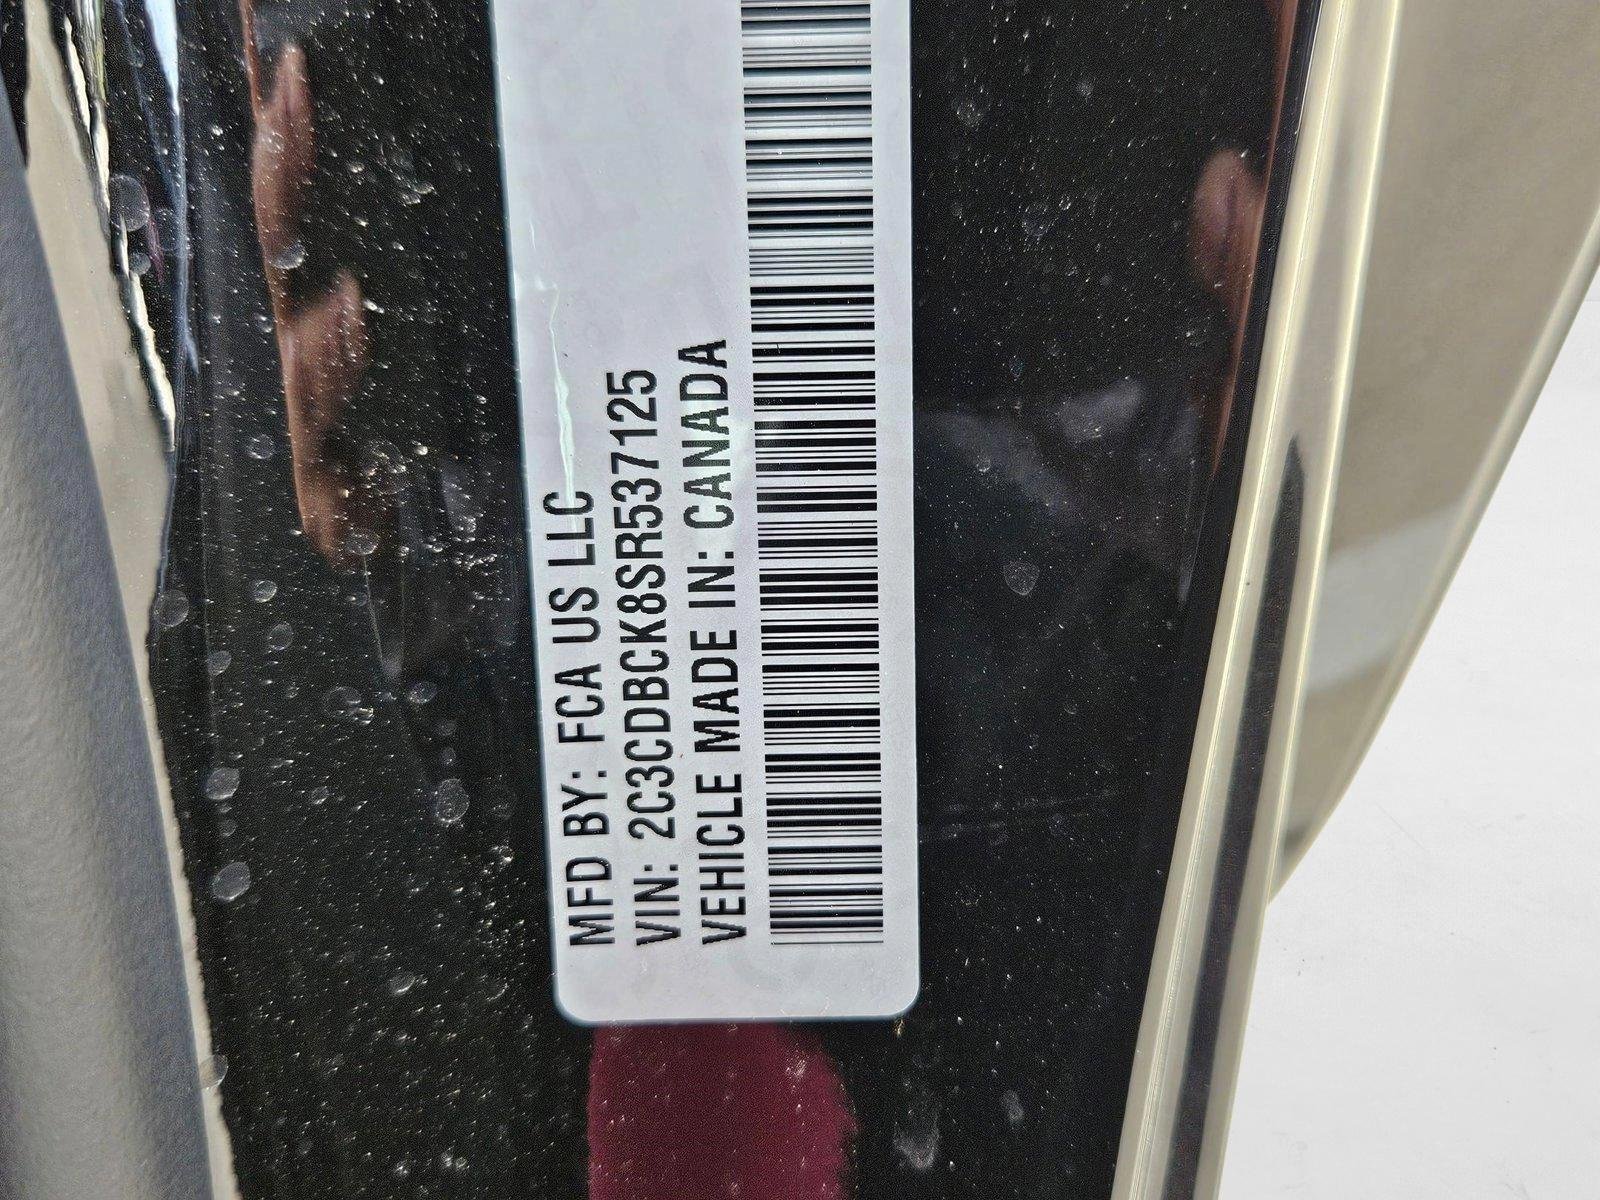 MFD BY: FCA US LLC
VIN: 2C3CDBCK8SR537125
VEHICLE MADE IN: CANADA